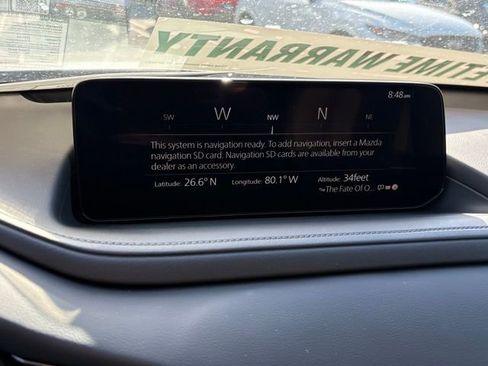 LIFETIME WARRANTY
8:48am
SW W NW N NE
This system is navigation ready. To add navigation, insert a Mazda
navigation SD card. Navigation SD cards are available from your
dealer as an accessory.
Latitude: 26.6° N Longitude: 80.1° W Altitude: 34feet
The Fate Of O...